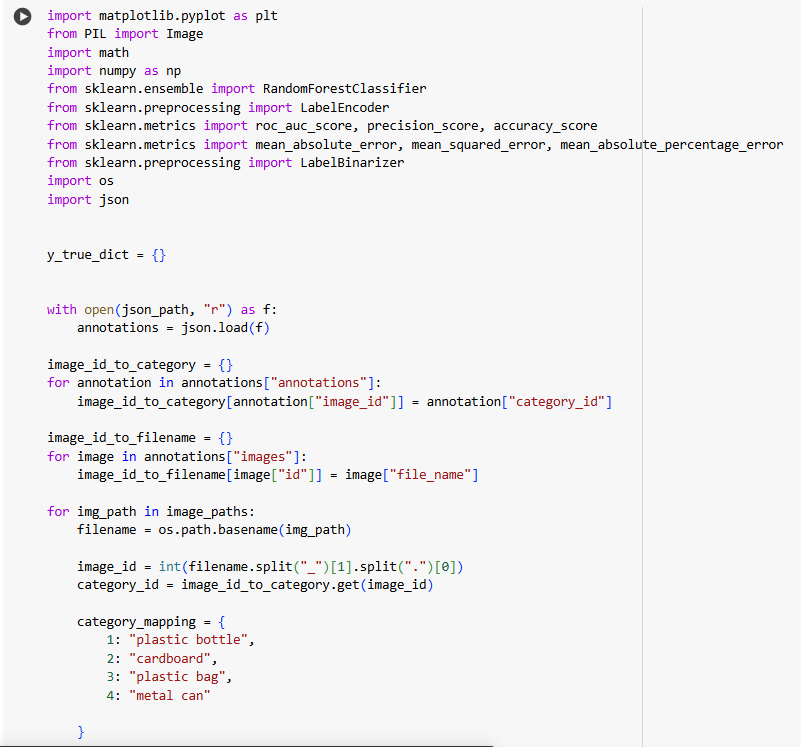 import matplotlib.pyplot as plt
from PIL import Image
import math
import numpy as np
from sklearn.ensemble import RandomForestClassifier
from sklearn.preprocessing import LabelEncoder
from sklearn.metrics import roc_auc_score, precision_score, accuracy_score
from sklearn.metrics import mean_absolute_error, mean_squared_error, mean_absolute_percentage_error
from sklearn.preprocessing import LabelBinarizer
import os
import json
y_true_dict = {}
with open(json_path, "r") as f:
    annotations = json.load(f)
image_id_to_category = {}
for annotation in annotations["annotations"]:
    image_id_to_category[annotation["image_id"]] = annotation["category_id"]
image_id_to_filename = {}
for image in annotations["images"]:
    image_id_to_filename[image["id"]] = image["file_name"]
for img_path in image_paths:
    filename = os.path.basename(img_path)
    image_id = int(filename.split("_")[1].split(".")[0])
    category_id = image_id_to_category.get(image_id)
    category_mapping = {
        1: "plastic bottle",
        2: "cardboard",
        3: "plastic bag",
        4: "metal can"
    }